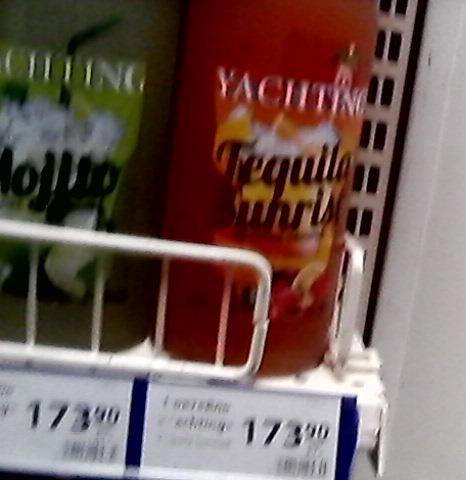 YACHTING
Mojito
YACHTING
Tequila
Sunrise
173 90
173 90